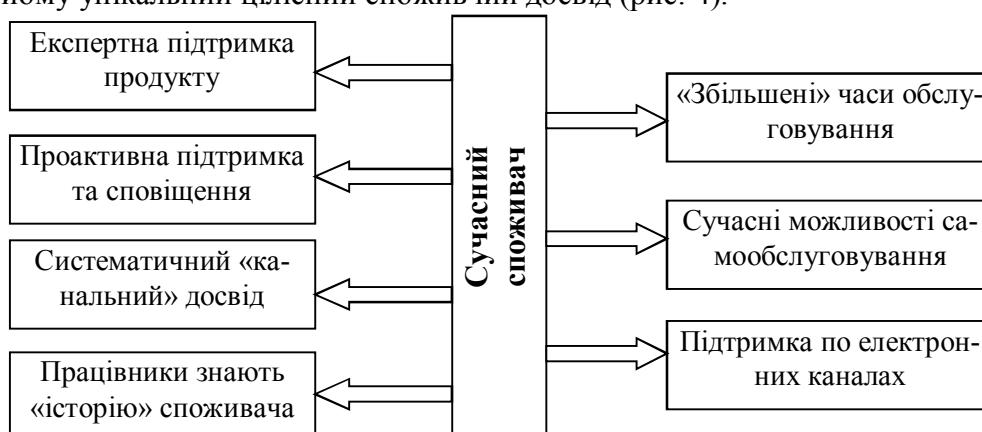 унікальний цілісний споживчий досвід (рис. 4).
Експертна підтримка
продукту
Проактивна підтримка
та сповіщення
Систематичний «ка-
нальний» досвід
Працівники знають
«історію» споживача
Сучасний
споживач
«Збільшені» часи обслу-
говування
Сучасні можливості са-
мообслуговування
Підтримка по електрон-
них каналах